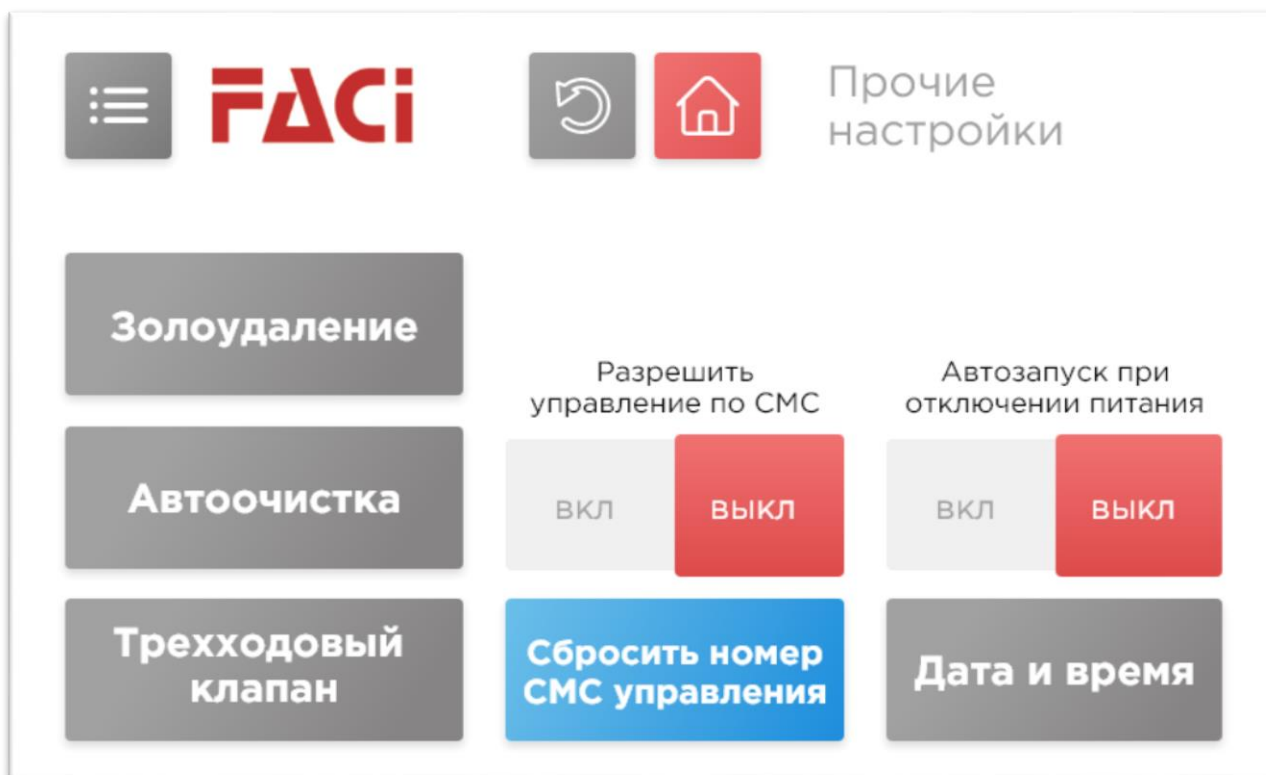 FACi
Прочие
настройки
Золоудаление
Разрешить
управление по СМС
Автозапуск при
отключении питания
Автоочистка
ВКЛ
ВЫКЛ
ВКЛ
ВЫКЛ
Трехходовый
клапан
Сбросить номер
СМС управления
Дата и время